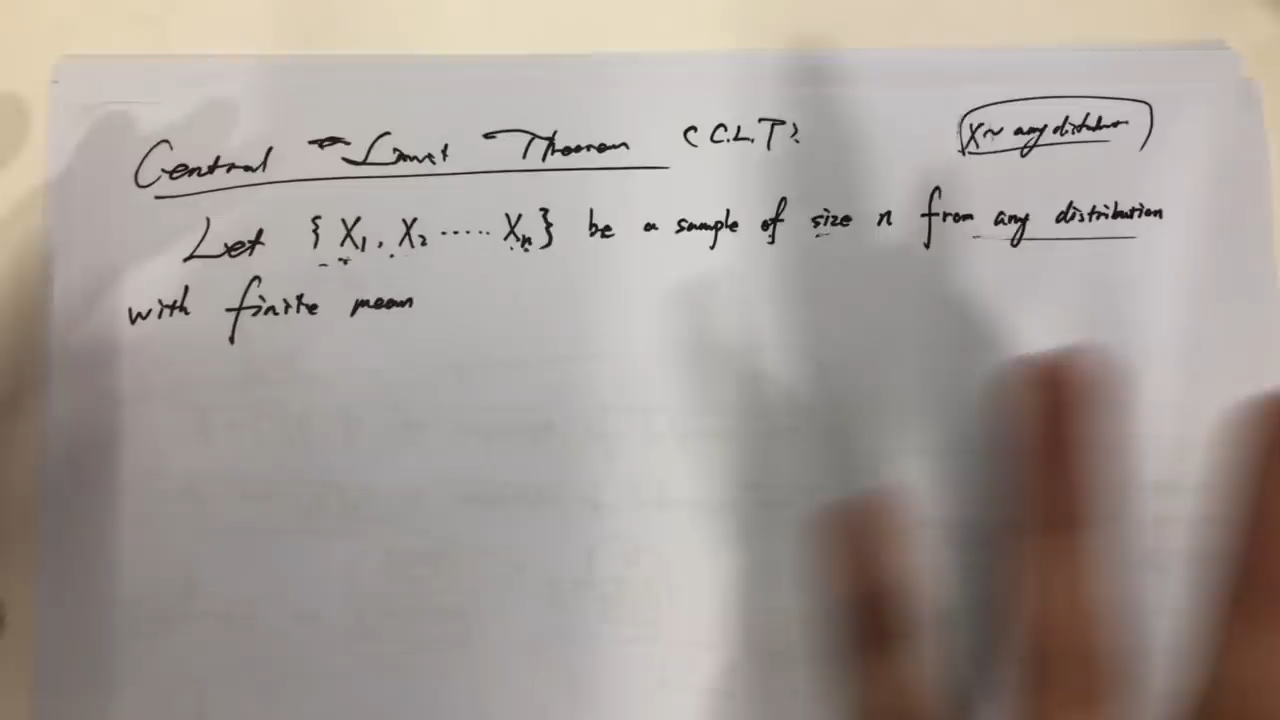 Central Limit Theorem (C.L.T)
X ~ any distribution
Let { X₁, X₂ ..... Xₙ } be a sample of size n from any distribution
with finite mean